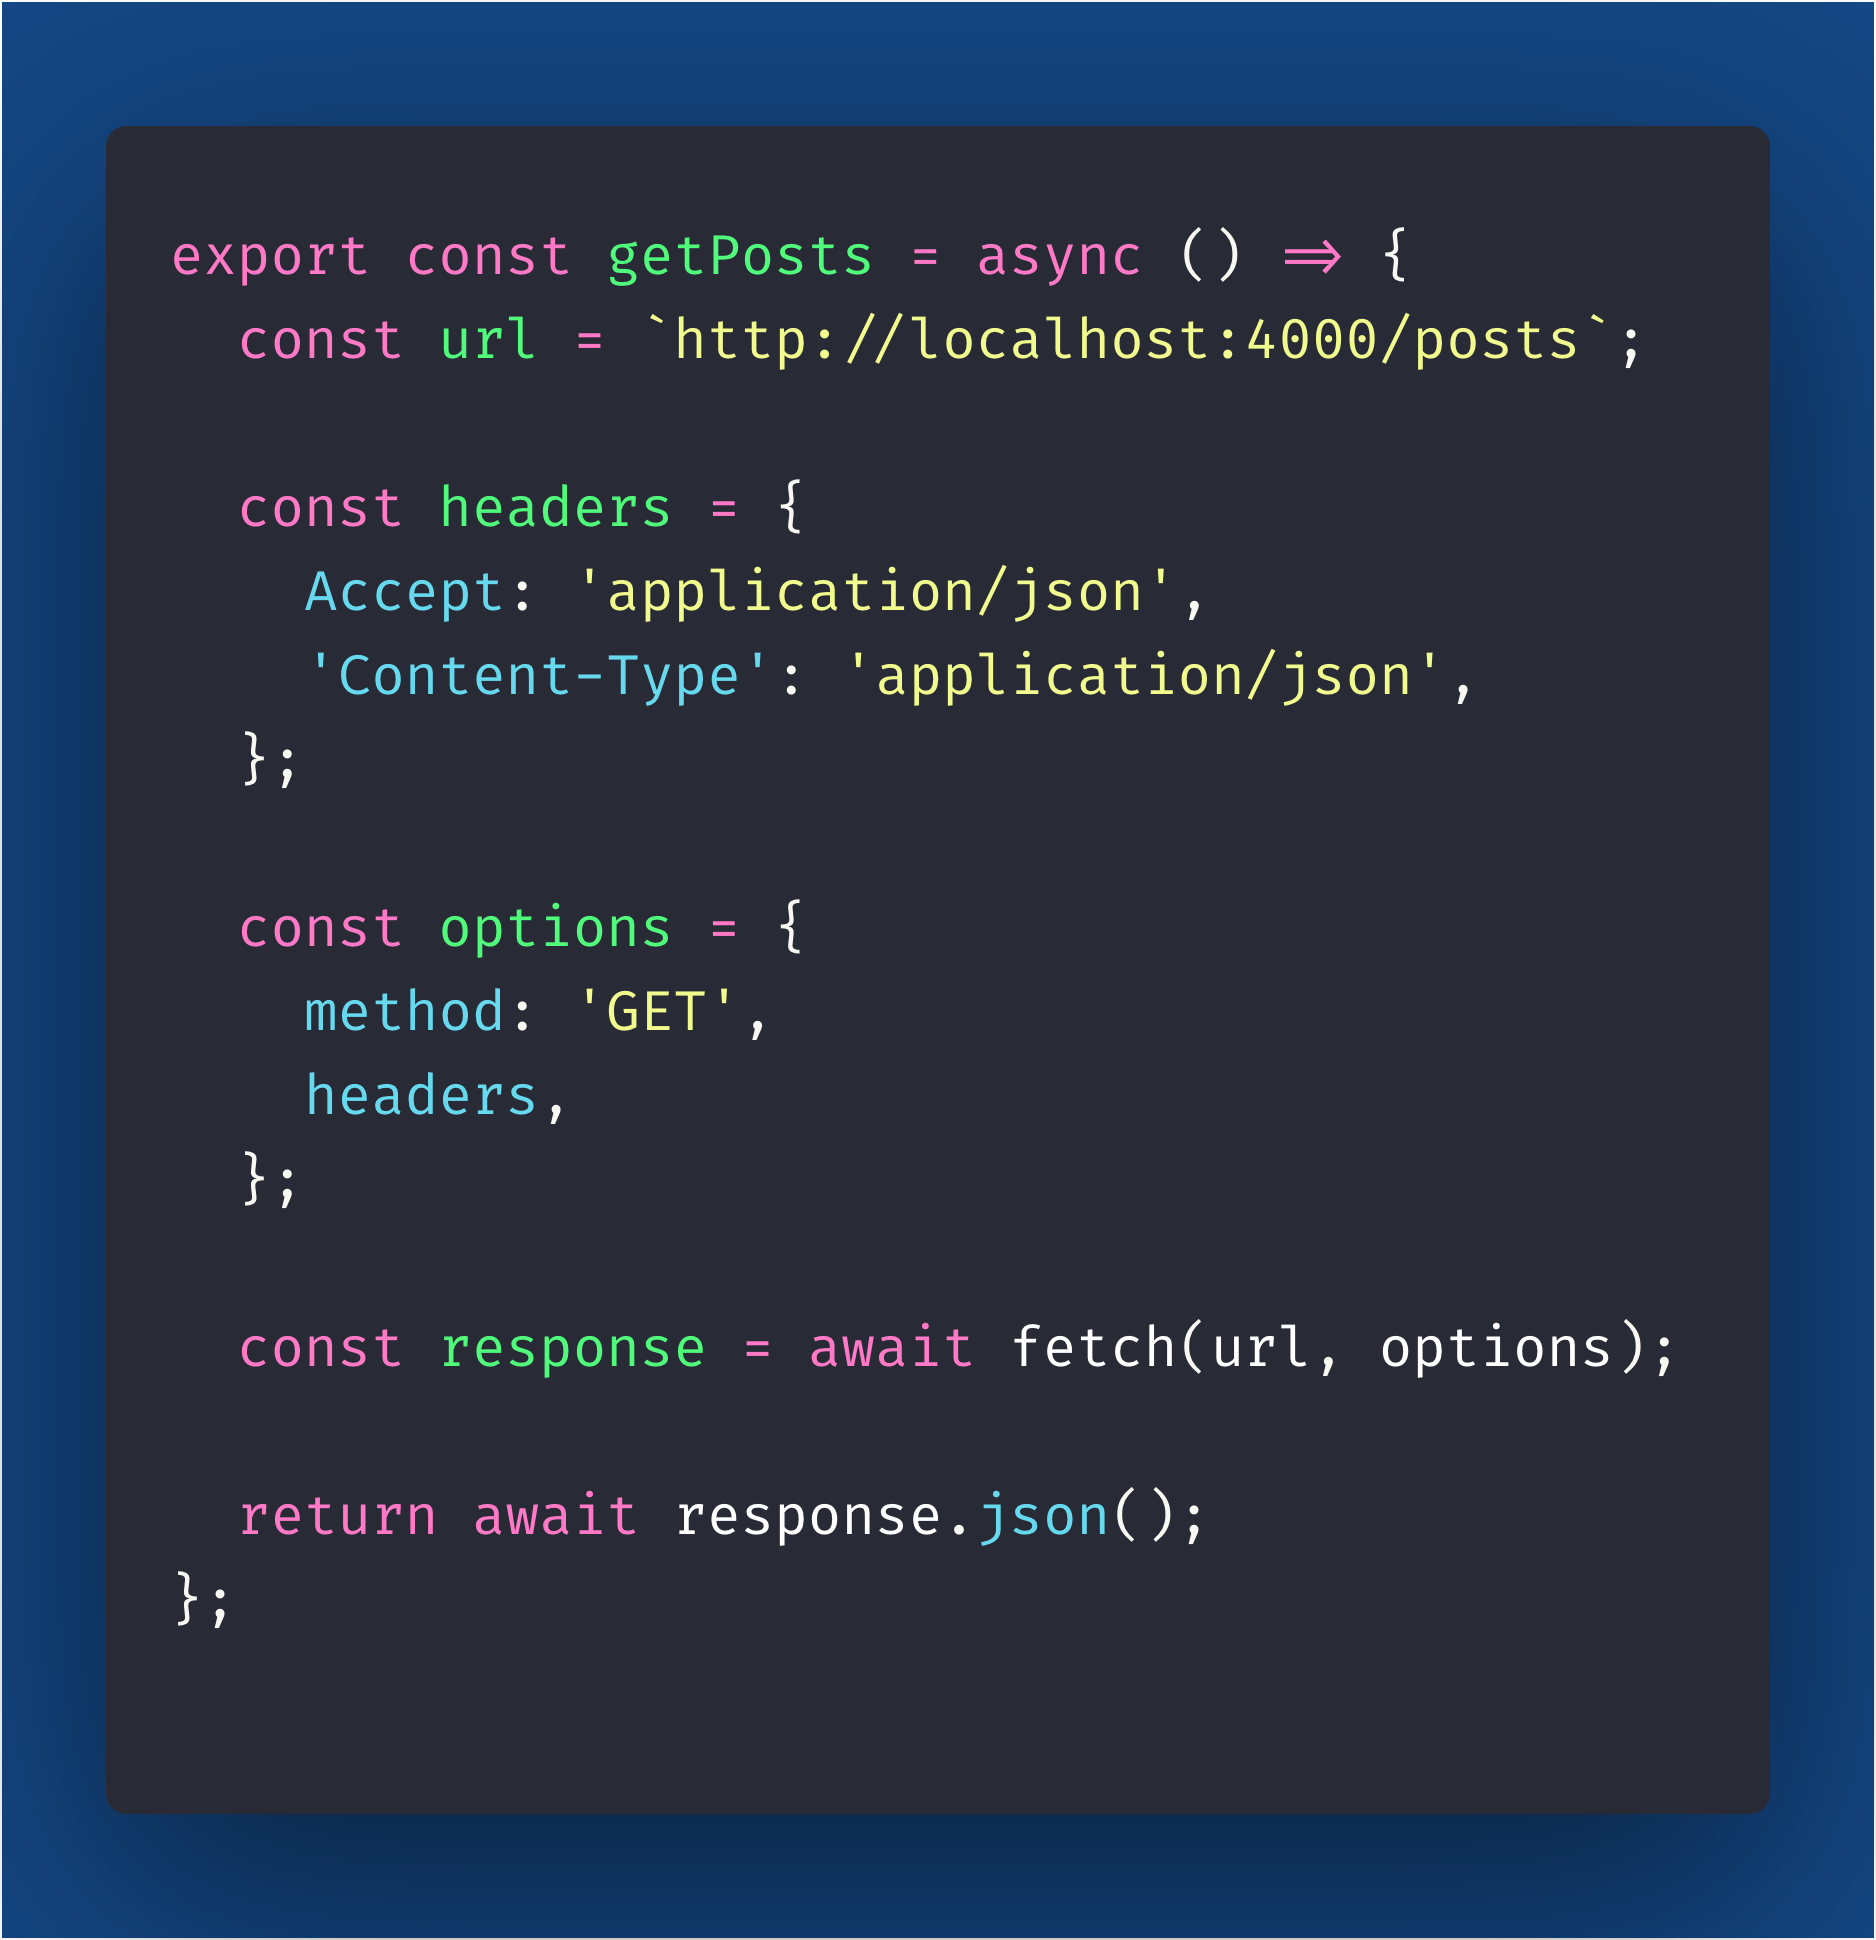 export const getPosts = async () => {
  const url = `http://localhost:4000/posts`;

  const headers = {
    Accept: 'application/json',
    'Content-Type': 'application/json',
  };

  const options = {
    method: 'GET',
    headers,
  };

  const response = await fetch(url, options);

  return await response.json();
};